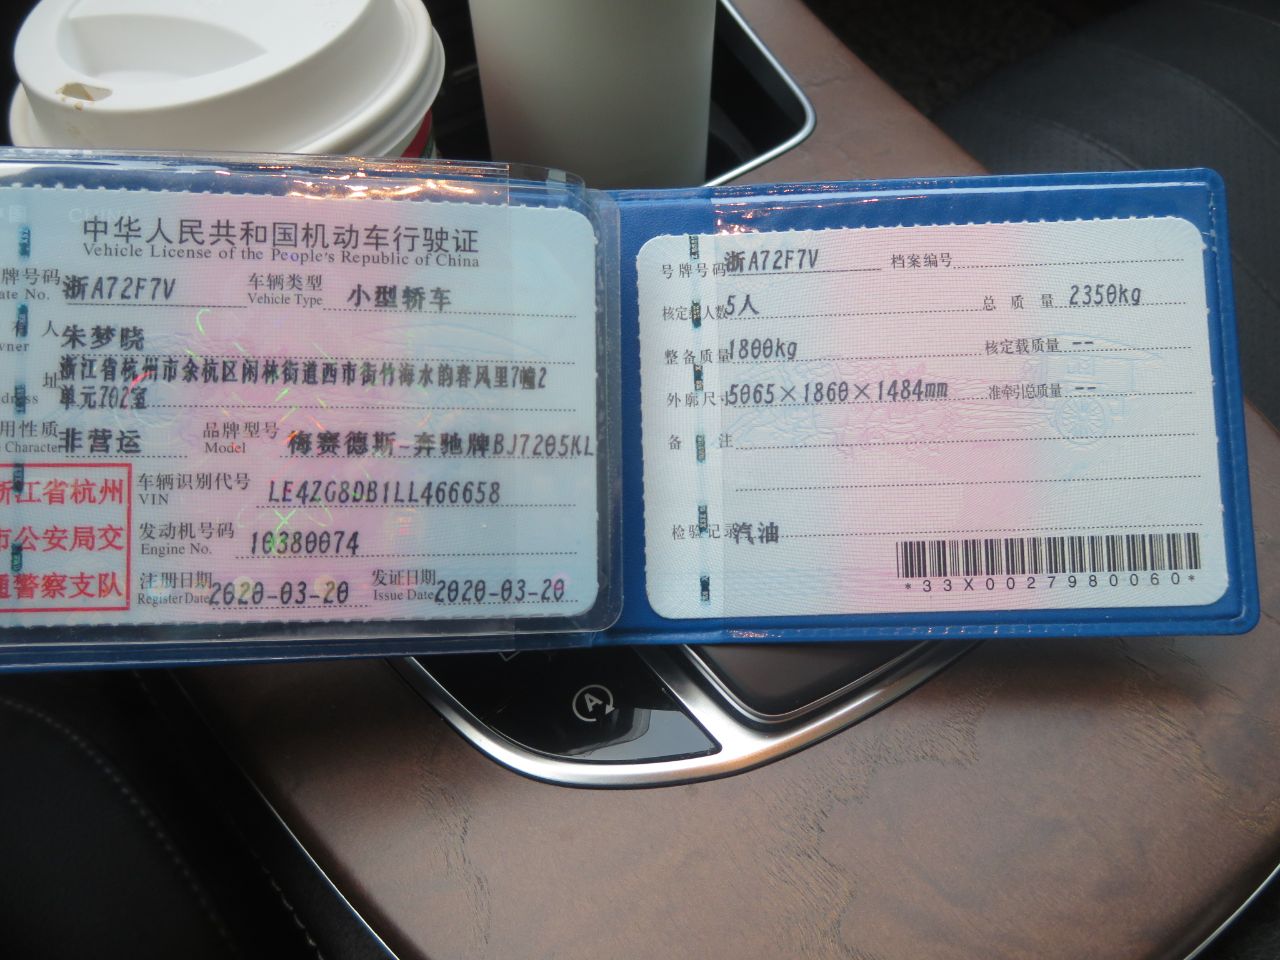 中华人民共和国机动车行驶证
Vehicle License of the People's Republic of China
牌号码 浙A72F7V 车辆类型 小型轿车
ate No. Vehicle Type
有 人 朱梦晓
wner
址 浙江省杭州市余杭区闲林街道西市街竹海水韵春风里7幢2
dress 单元702室
用性质 非营运 品牌型号 梅赛德斯-奔驰牌BJ7205KL
Character Model
浙江省杭州
市公安局交
通警察支队
车辆识别代号 LE4ZG8DB1LL466658
VIN
发动机号码 10380074
Engine No.
注册日期 2020-03-20 发证日期 2020-03-20
Register Date Issue Date
号牌号码 浙A72F7V 档案编号
核定载人数 5人 总质量 2350kg
整备质量 1800kg 核定载质量 --
外廓尺寸 5065×1860×1484mm 准牵引总质量 --
备注
检验记录 汽油
*33X0027980060*
A